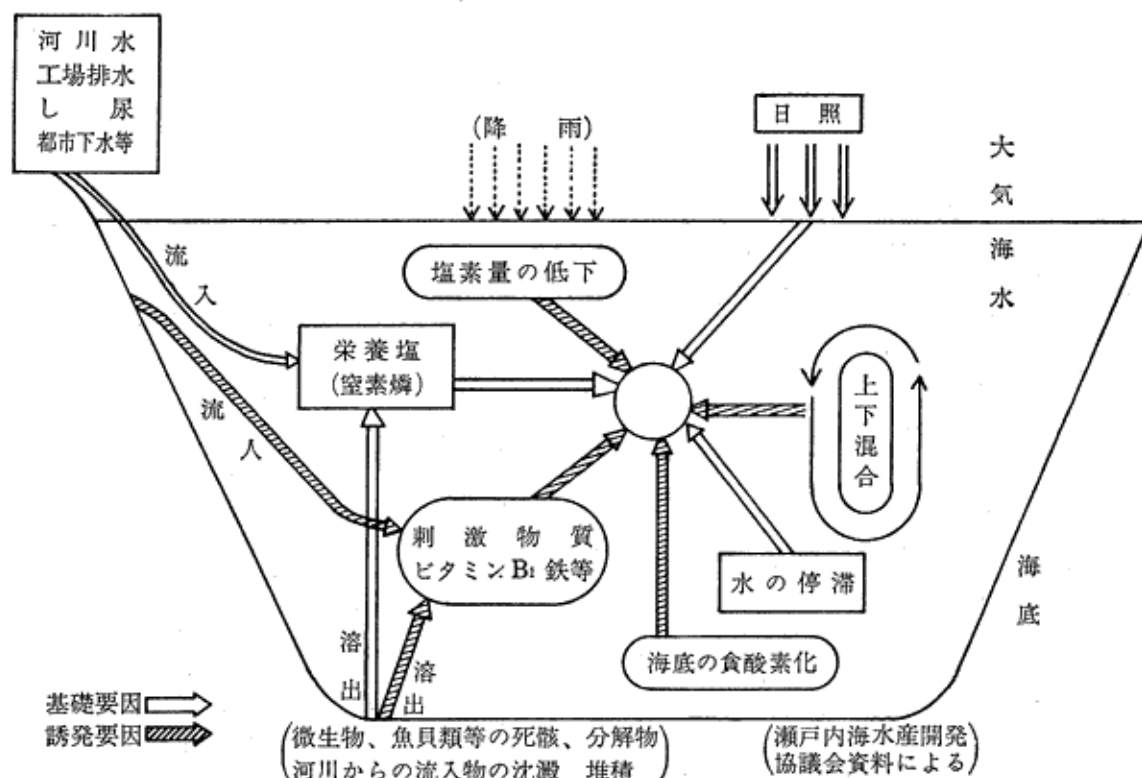 河川水
工場排水
し尿
都市下水等
(降雨)
日照
大気
海水
流入
塩素量の低下
栄養塩
(窒素燐)
上下混合
流人
刺激物質
ビタミンB₁鉄等
水の停滞
海底
溶出
溶出
海底の食酸素化
基礎要因
誘発要因
(微生物、魚貝類等の死骸、分解物
河川からの流入物の沈澱 堆積)
(瀬戸内海水産開発
協議会資料による)